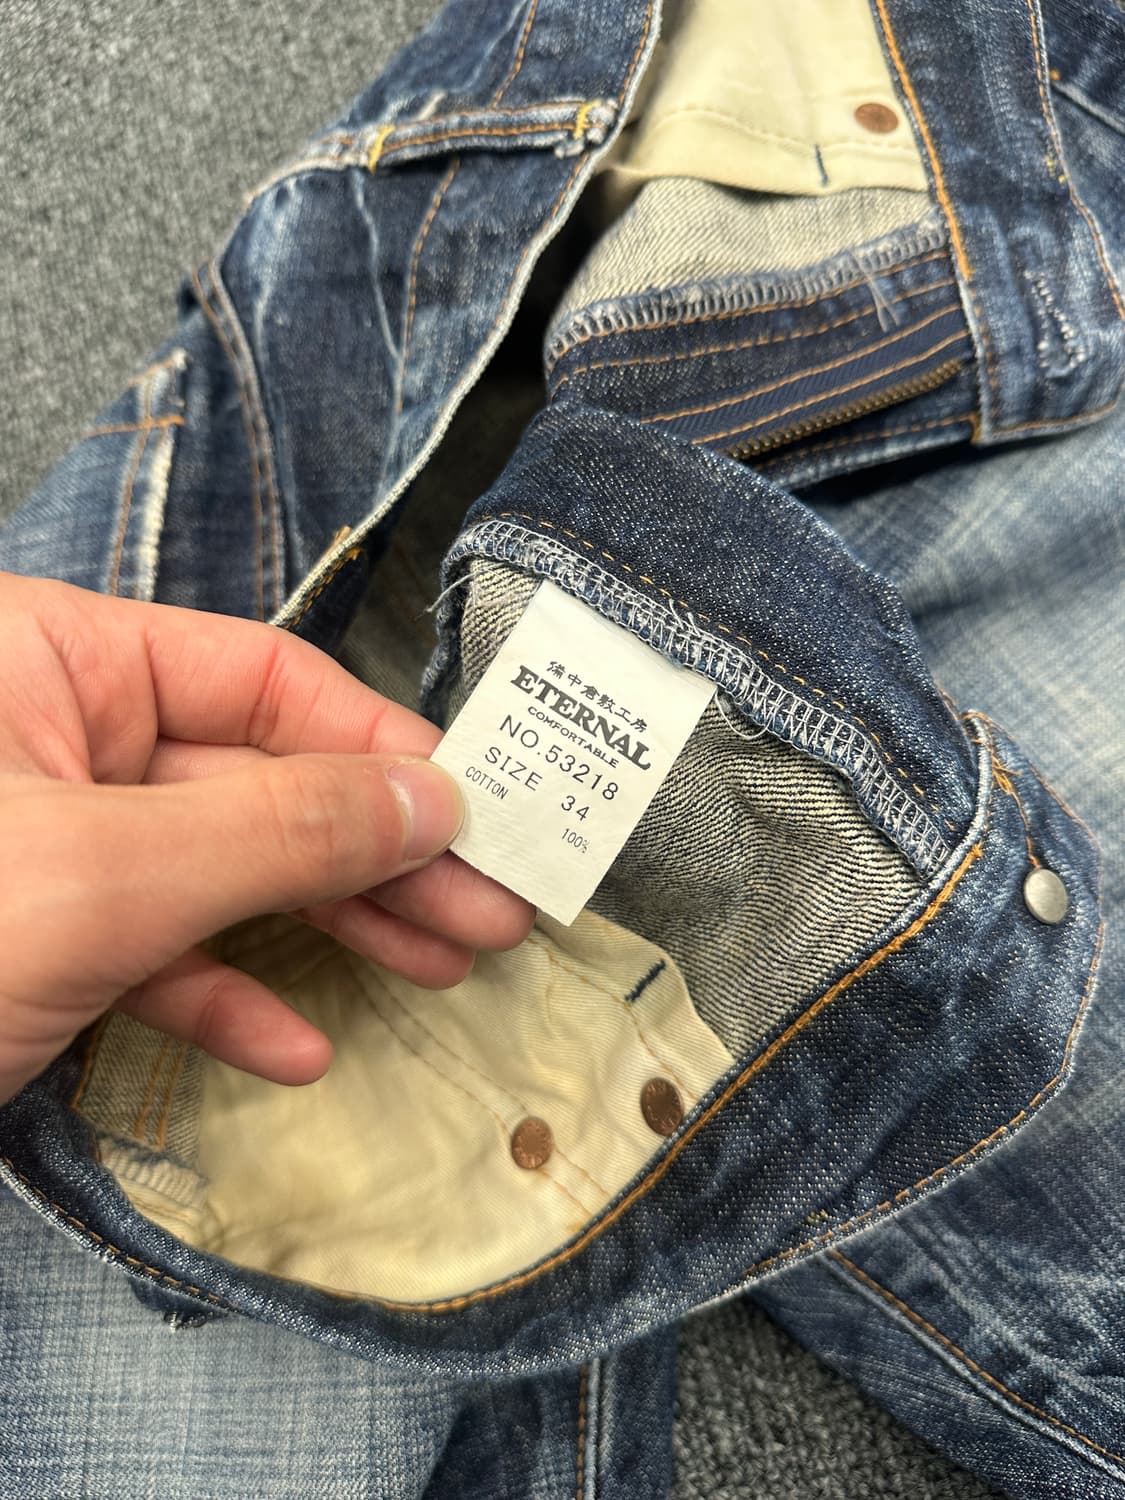 備中倉敷工房
ETERNAL
COMFORTABLE
NO.53218
SIZE 34
COTTON 100%